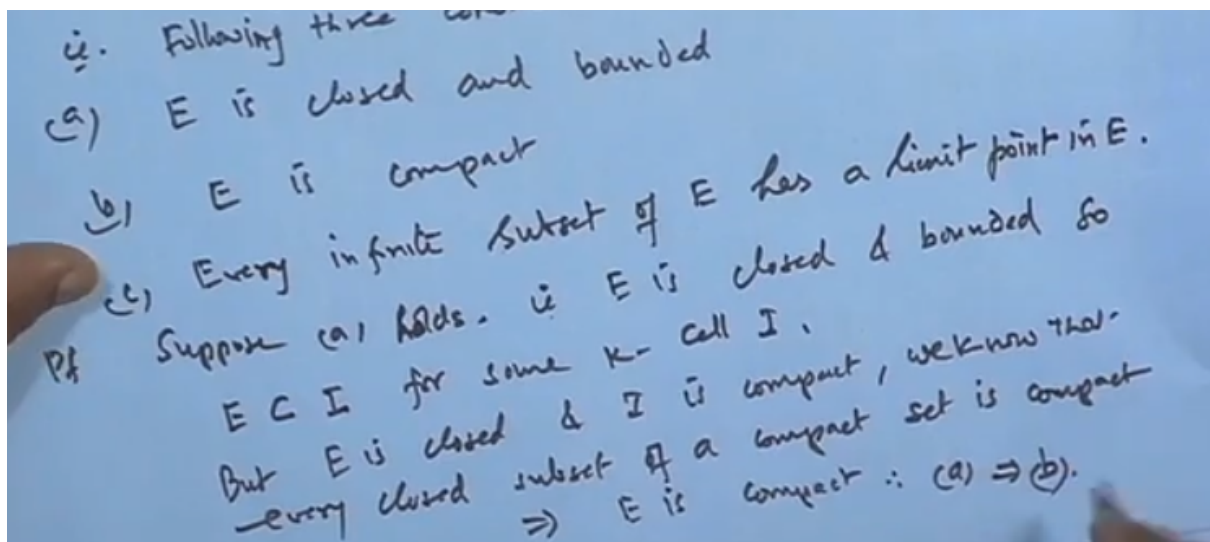 ie. Following three
(a) E is closed and bounded
(b) E is compact
(c) Every infinite subset of E has a limit point in E.
Pf Suppose (a) holds. ie E is closed & bounded so
E ⊂ I for some K-cell I.
But E is closed & I is compact, we know that
every closed subset of a compact set is compact
⇒ E is compact ∴ (a) ⇒ (b).